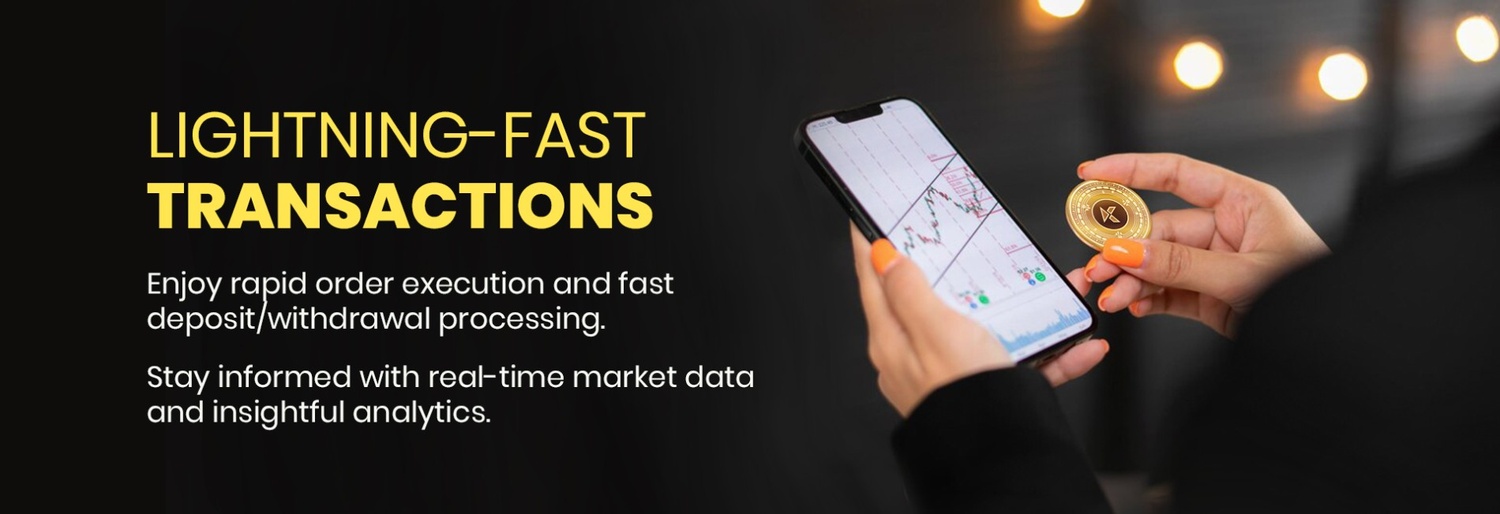 LIGHTNING-FAST
TRANSACTIONS
Enjoy rapid order execution and fast
deposit/withdrawal processing.
Stay informed with real-time market data
and insightful analytics.